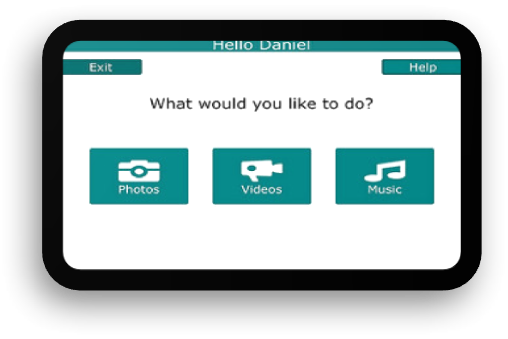 Hello Daniel
Exit Help
What would you like to do?
Photos Videos Music